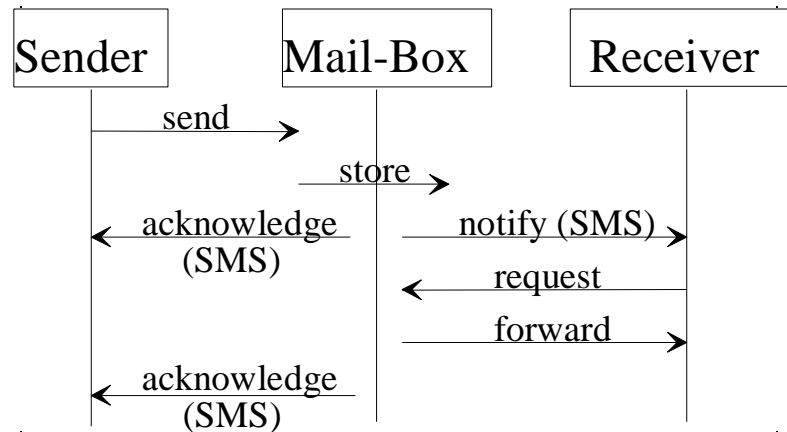 Sender
Mail-Box
Receiver
send
store
acknowledge
(SMS)
notify (SMS)
request
forward
acknowledge
(SMS)